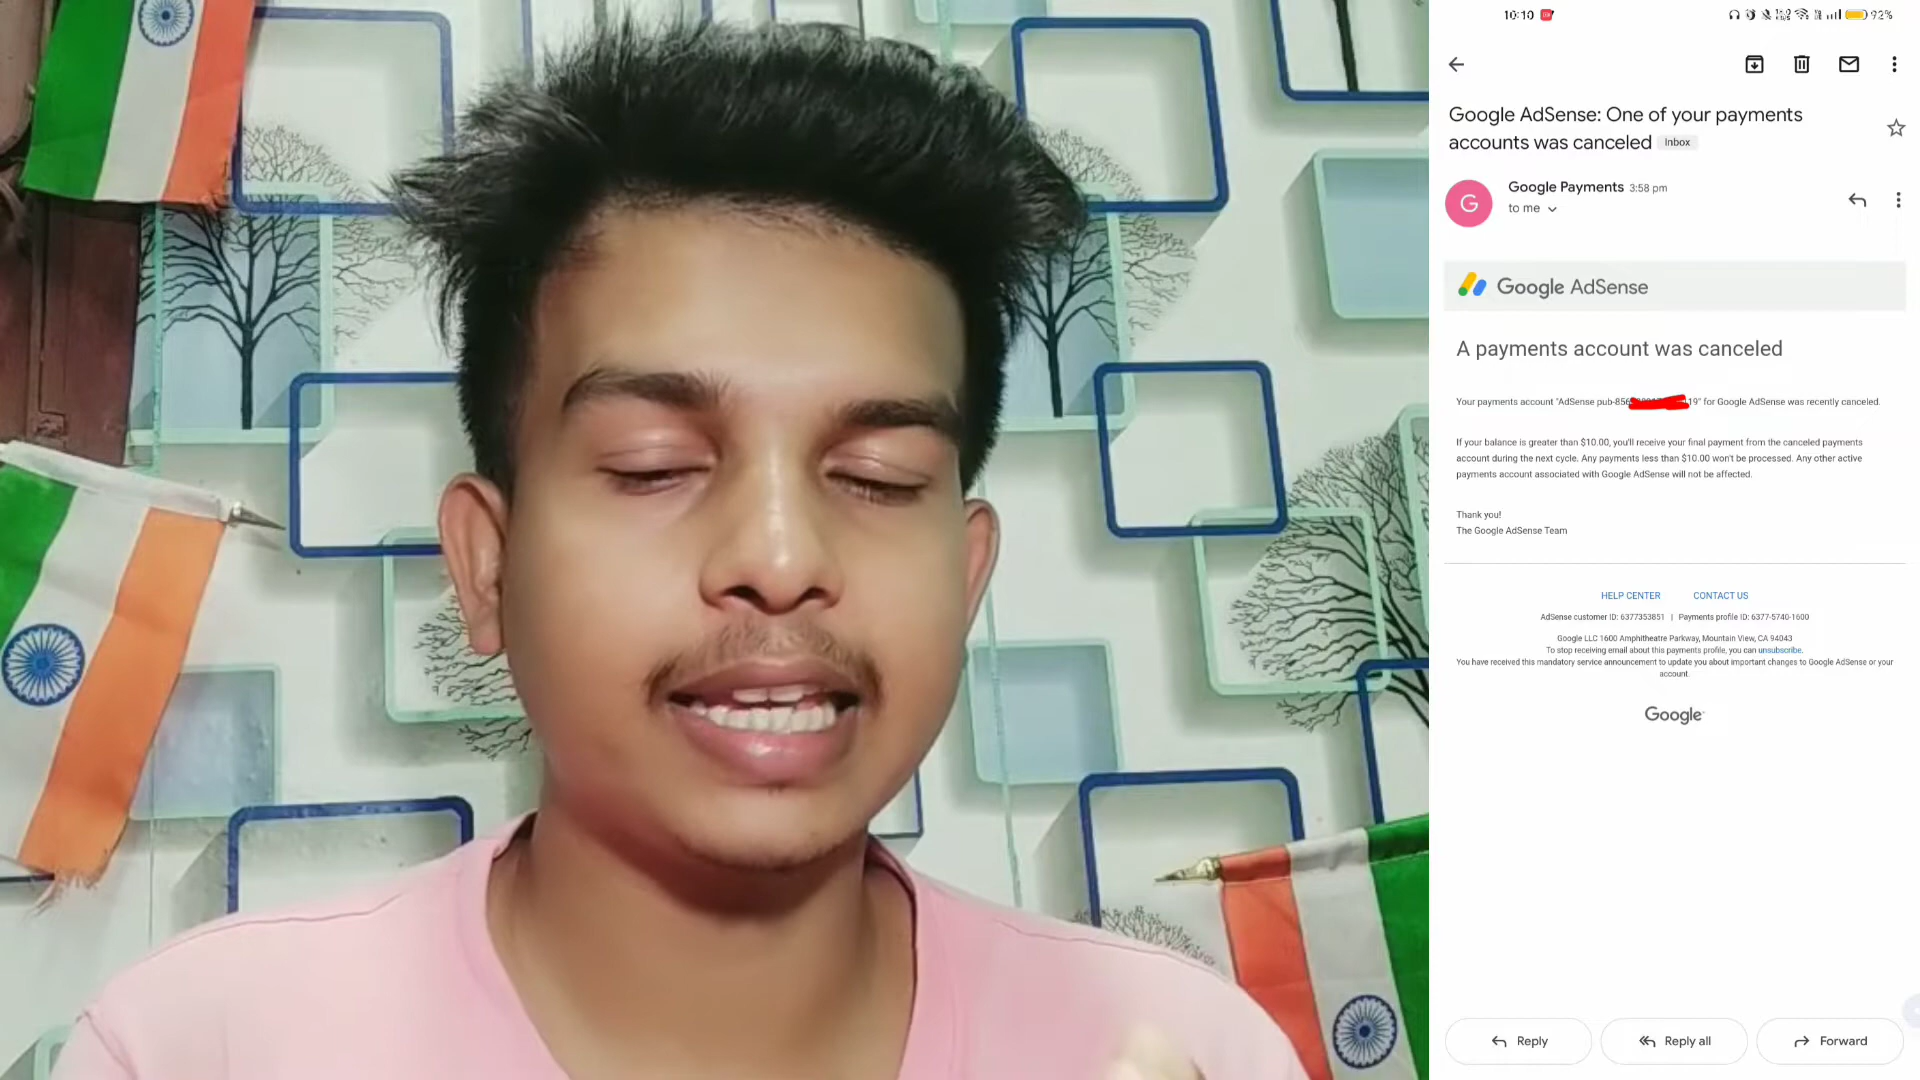 10:10
92%
Google AdSense: One of your payments
accounts was canceled Inbox
G
Google Payments 3:58 pm
to me
Google AdSense
A payments account was canceled
Your payments account "AdSense pub-856 19" for Google AdSense was recently canceled.
If your balance is greater than $10.00, you'll receive your final payment from the canceled payments
account during the next cycle. Any payments less than $10.00 won't be processed. Any other active
payments account associated with Google AdSense will not be affected.
Thank you!
The Google AdSense Team
HELP CENTER CONTACT US
AdSense customer ID: 6377353851 | Payments profile ID: 6377-5740-1600
Google LLC 1600 Amphitheatre Parkway, Mountain View, CA 94043
To stop receiving email about this payments profile, you can unsubscribe.
You have received this mandatory service announcement to update you about important changes to Google AdSense or your
account.
Google
Reply
Reply all
Forward